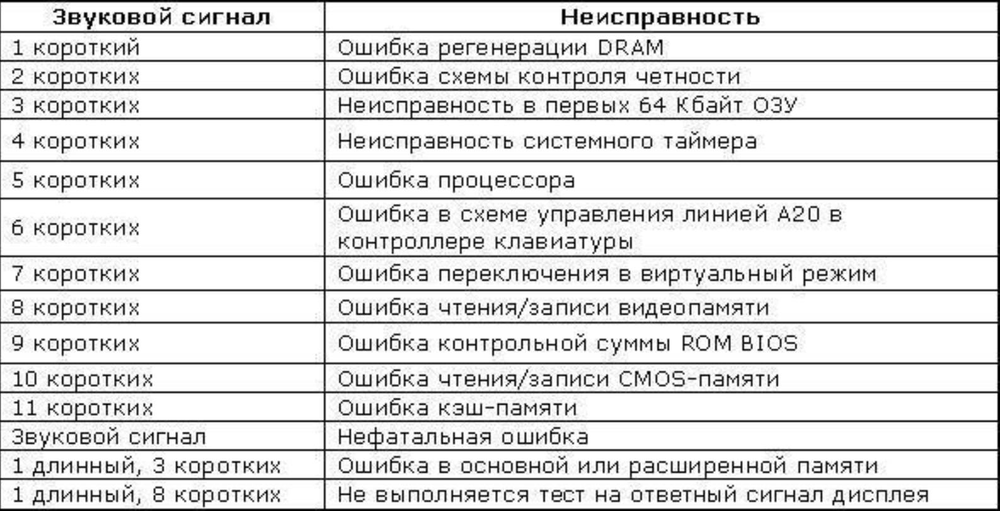 Звуковой сигнал Неисправность
1 короткий Ошибка регенерации DRAM
2 коротких Ошибка схемы контроля четности
3 коротких Неисправность в первых 64 Кбайт ОЗУ
4 коротких Неисправность системного таймера
5 коротких Ошибка процессора
6 коротких Ошибка в схеме управления линией A20 в
контроллере клавиатуры
7 коротких Ошибка переключения в виртуальный режим
8 коротких Ошибка чтения/записи видеопамяти
9 коротких Ошибка контрольной суммы ROM BIOS
10 коротких Ошибка чтения/записи CMOS-памяти
11 коротких Ошибка кэш-памяти
Звуковой сигнал Нефатальная ошибка
1 длинный, 3 коротких Ошибка в основной или расширенной памяти
1 длинный, 8 коротких Не выполняется тест на ответный сигнал дисплея